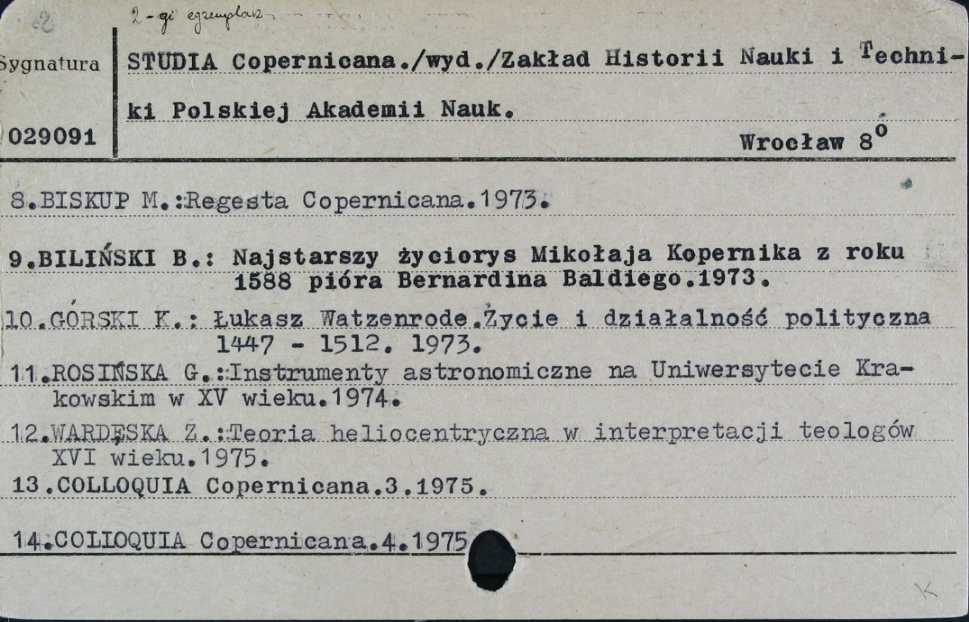 2-gi egzemplarz
Sygnatura
STUDIA Copernicana./wyd./Zakład Historii Nauki i Techni-
ki Polskiej Akademii Nauk.
029091
Wrocław 8º
8.BISKUP M.:Regesta Copernicana.1973.
9.BILIŃSKI B.: Najstarszy życiorys Mikołaja Kopernika z roku
1588 pióra Bernardina Baldiego.1973.
10.GÓRSKI K.: Łukasz Watzenrode.Życie i działalność polityczna
1447 - 1512. 1973.
11.ROSIŃSKA G.:Instrumenty astronomiczne na Uniwersytecie Kra-
kowskim w XV wieku.1974.
12.WARDĘSKA Z.:Teoria heliocentryczna w interpretacji teologów
XVI wieku.1975.
13.COLLOQUIA Copernicana.3.1975.
14.COLIOQUIA Copernicana.4.1975
K